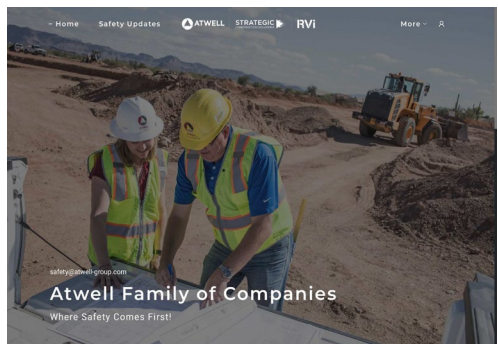 Home
Safety Updates
ATWELL
STRATEGIC
RVi
More
safety@atwell-group.com
Atwell Family of Companies
Where Safety Comes First!